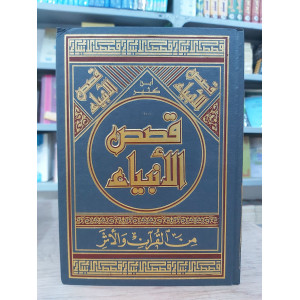 قصص الأنبياء
قصص الأنبياء
ابن كثير
قصص
الأنبياء
من القرآن والأثر